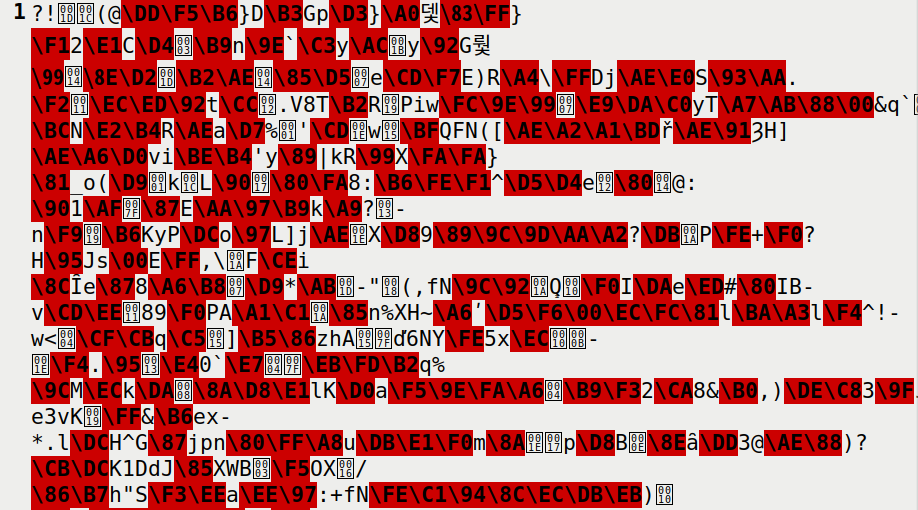 1 ?!(@\DD\F5\B6}D\B3Gp\D3}\A0뎿\83\FF}
\F12\E1C\D4\B9n\9E`\C3y\ACy\92G
\99\8E\D2\B2\AE\85\D5e\CD\F7E)R\A4\\FFDj\AE\E0S\93\AA.
\F2\EC\ED\92t\CC.V8T\B2RPiw\FC\9E\99\E9\DA\C0yT\A7\AB\88\00&q`
\BCN\E2\B4R\AEa\D7%'\CDw\BFQFN([\AE\A2\A1\BDř\AE\91ȜH]
\AE\A6\D0vi\BE\B4'y\89|kR\99X\FA\FA}
\81_o(\D9kL\90\80\FA8:\B6\FE\F1^\D5\D4e\80@:
\901\AF\87E\AA\97\B9k\A9?-
n\F9\B6KyP\DCo\97L]j\AEX\D89\89\9C\9D\AA\A2?\DBP\FE+\F0?
H\95Js\00E\FF,\F\CEi
\8CÎe\878\A6\B8\D9*\AB-"(,fN\9C\92Q̧\F0I\DAe\ED#\80IB-
v\CD\EE89\F0PA\A1\C1\85n%XH~\A6ʹ\D5\F6\00\EC\FC\81l\BA\A3l\F4^!-
w<\CF\CBq\C5]\B5\86zhAď6NY\FE5x\EC-
\F4.\95\E40`\E7\EB\FD\B2q%
\9CM\ECk\DA\8A\D8\E1lK\D0a\F5\9E\FA\A6\B9\F32\CA8&\B0,)\DE\C83\9F
e3vK\FF&\B6ex-
*.l\DCH^G\87jpn\80\FF\A8u\DB\E1\F0m\8Ap\D8B\8Eâ\DD3@\AE\88)?
\CB\DCK1DdJ\85XWB\F5OX/
\86\B7h"S\F3\EEa\EE\97:+fN\FE\C1\94\8C\EC\DB\EB)